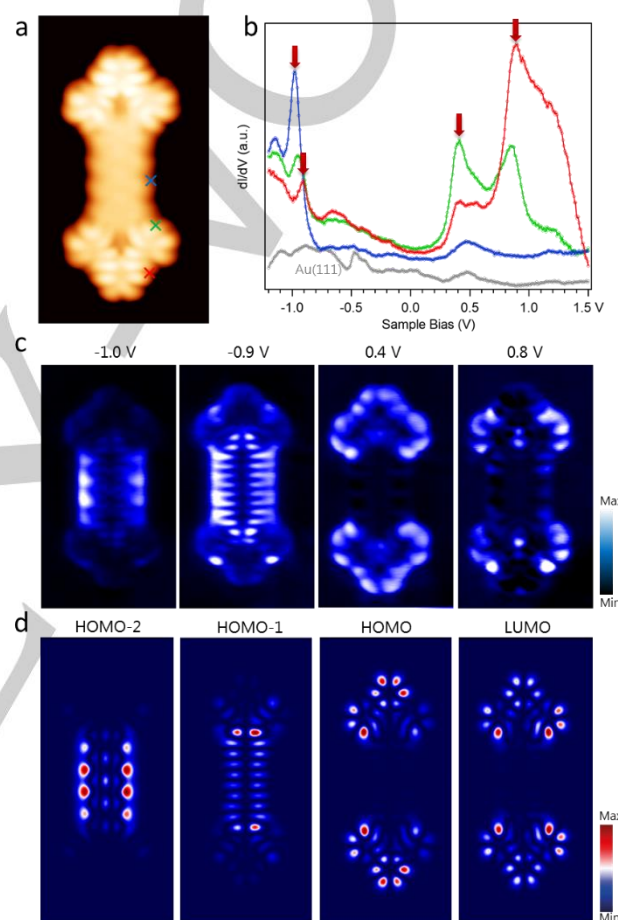 a
b
dI/dV (a.u.)
Au(111)
-1.0 -0.5 0.0 0.5 1.0 1.5 V
Sample Bias (V)
c
-1.0 V -0.9 V 0.4 V 0.8 V
Max
Min
d
HOMO-2 HOMO-1 HOMO LUMO
Max
Min